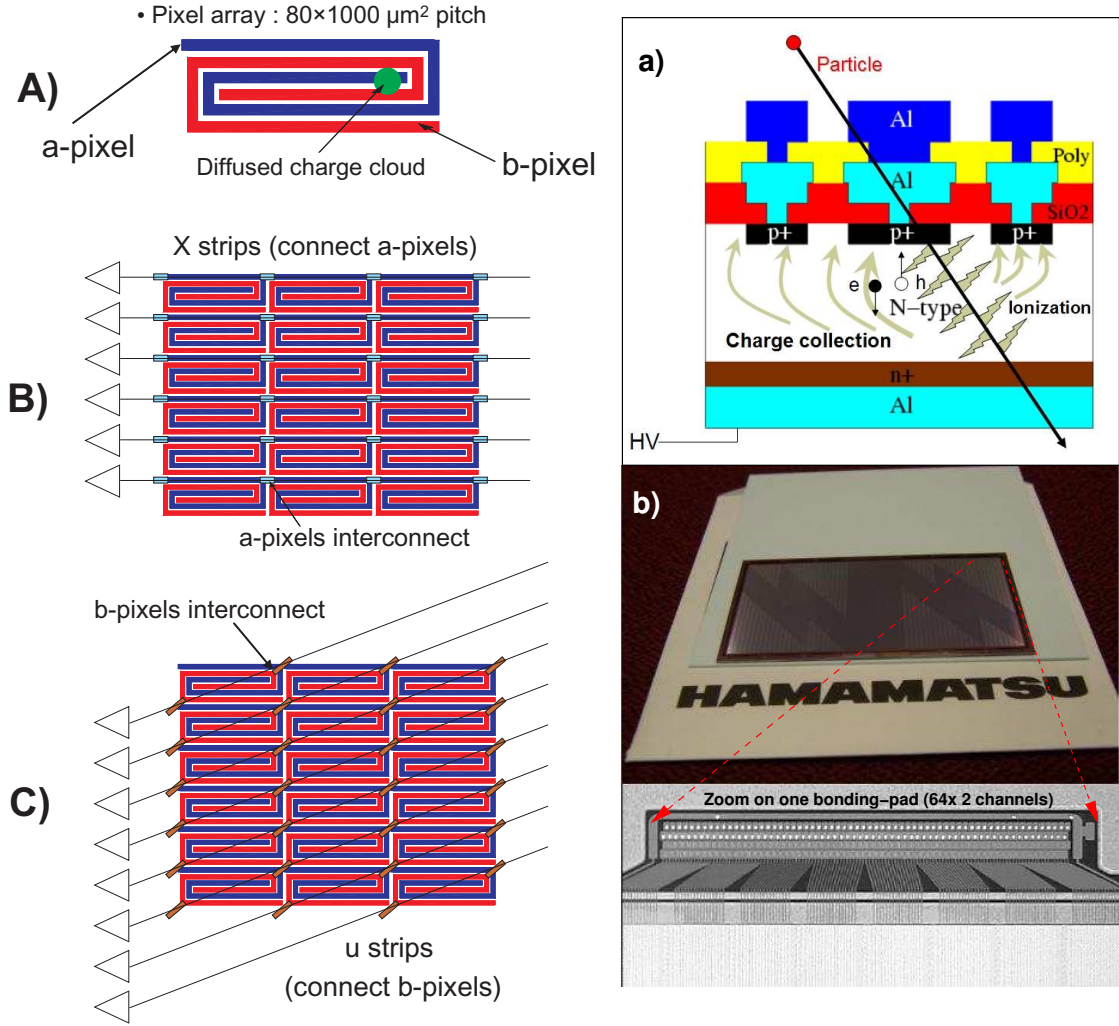 • Pixel array : 80×1000 µm² pitch
A)
a-pixel
Diffused charge cloud
b-pixel
X strips (connect a-pixels)
B)
a-pixels interconnect
b-pixels interconnect
C)
u strips
(connect b-pixels)
a)
Particle
Al
Poly
Al
SiO2
p+
p+
p+
e
h
N–type
Ionization
Charge collection
n+
Al
HV
b)
HAMAMATSU
Zoom on one bonding–pad (64x 2 channels)